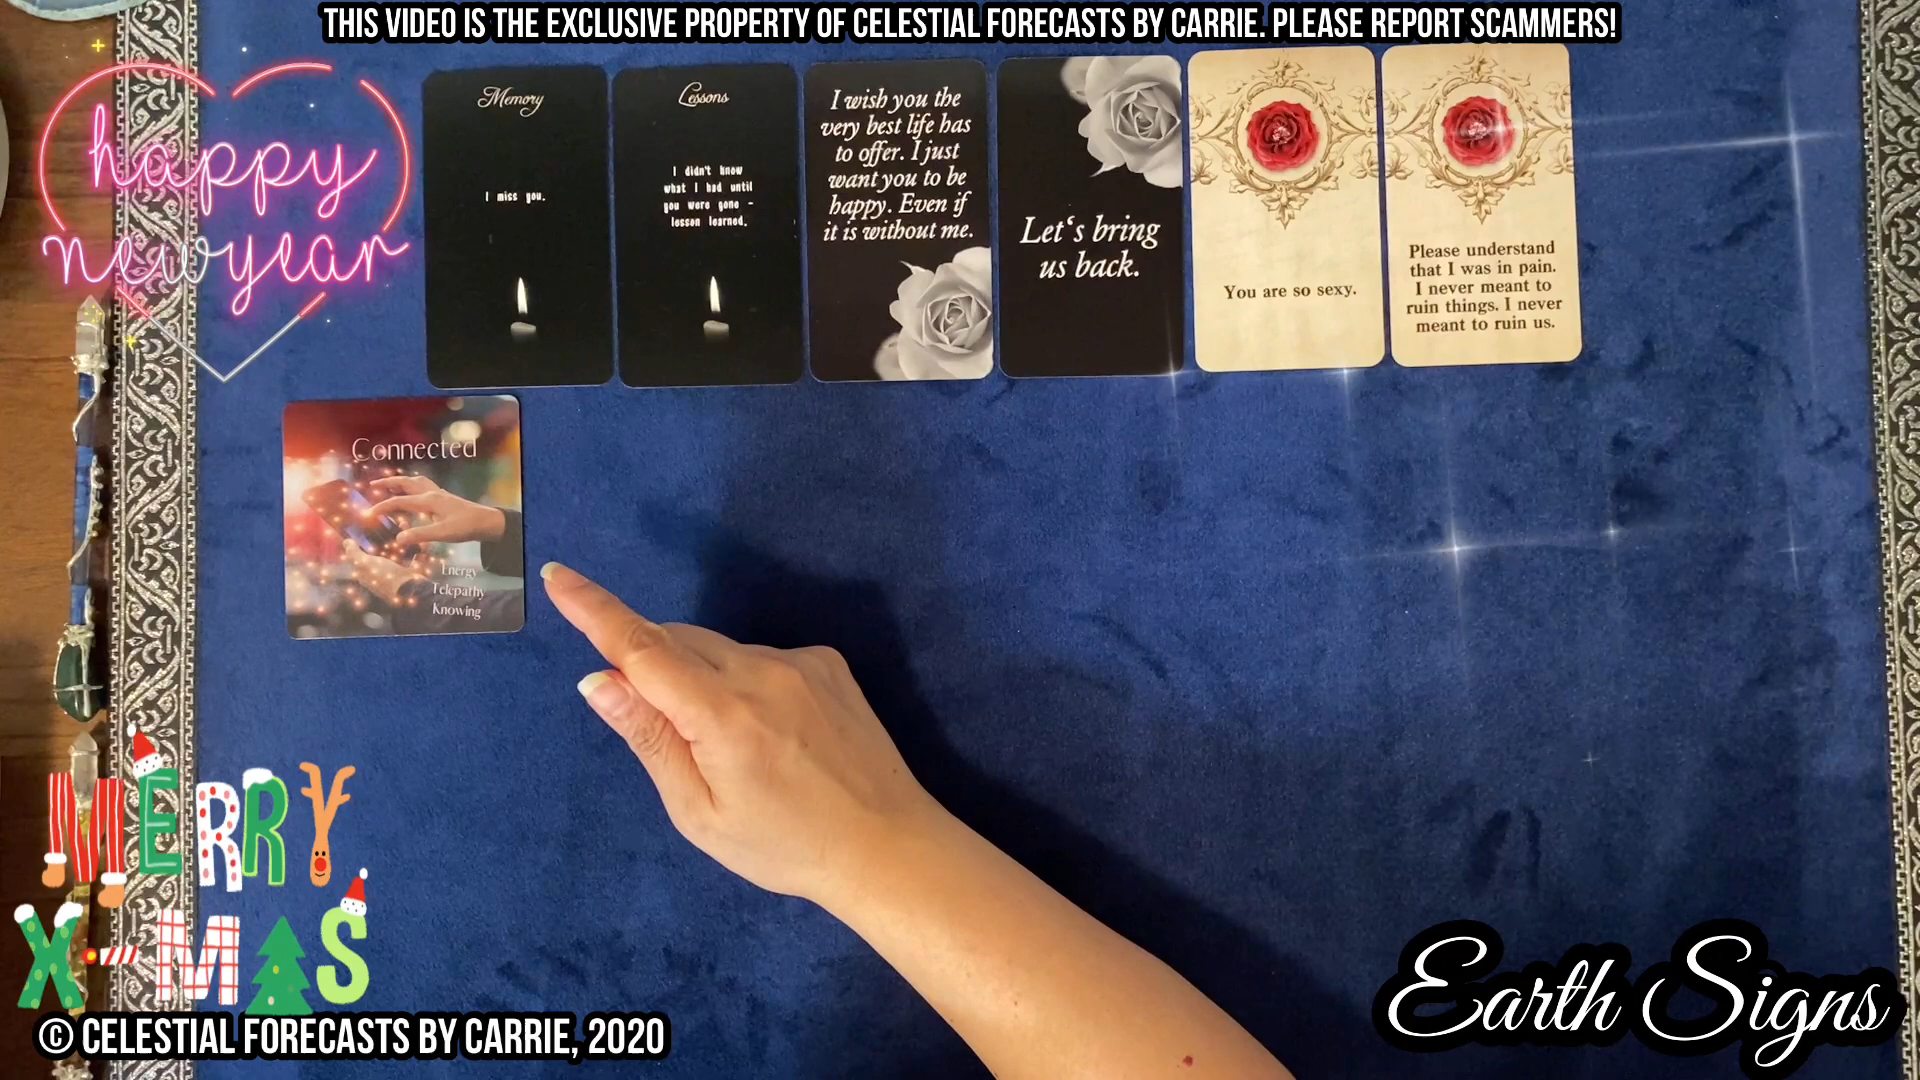 THIS VIDEO IS THE EXCLUSIVE PROPERTY OF CELESTIAL FORECASTS BY CARRIE. PLEASE REPORT SCAMMERS!
happy
new year
Memory
I miss you.
Lessons
I didn't know
what I had until
you were gone -
lesson learned.
I wish you the
very best life has
to offer. I just
want you to be
happy. Even if
it is without me.
Let's bring
us back.
You are so sexy.
Please understand
that I was in pain.
I never meant to
ruin things. I never
meant to ruin us.
Connected
Energy
Telepathy
Knowing
MERRY
X-MAS
© CELESTIAL FORECASTS BY CARRIE, 2020
Earth Signs